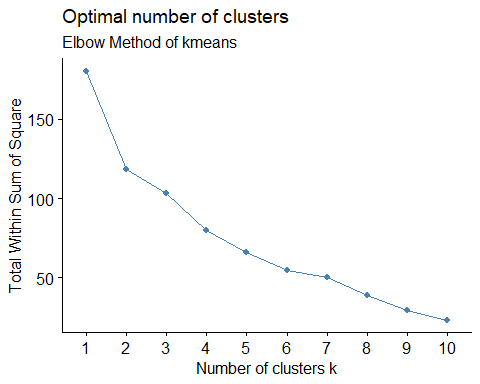 Optimal number of clusters
Elbow Method of kmeans
Total Within Sum of Square
150
100
50
1 2 3 4 5 6 7 8 9 10
Number of clusters k